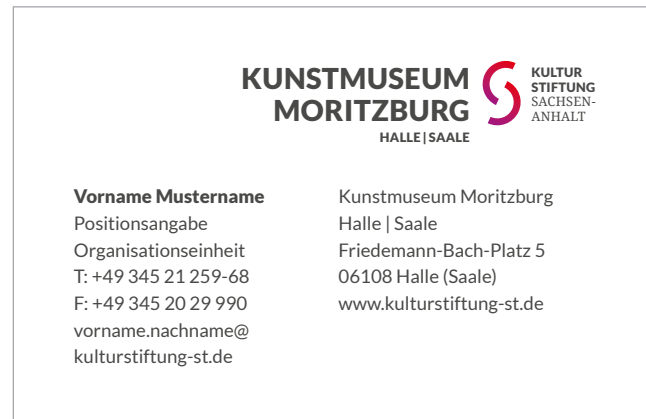 KUNSTMUSEUM
MORITZBURG
HALLE|SAALE
KULTUR
STIFTUNG
SACHSEN-
ANHALT
Vorname Mustername
Positionsangabe
Organisationseinheit
T: +49 345 21 259-68
F: +49 345 20 29 990
vorname.nachname@
kulturstiftung-st.de
Kunstmuseum Moritzburg
Halle | Saale
Friedemann-Bach-Platz 5
06108 Halle (Saale)
www.kulturstiftung-st.de